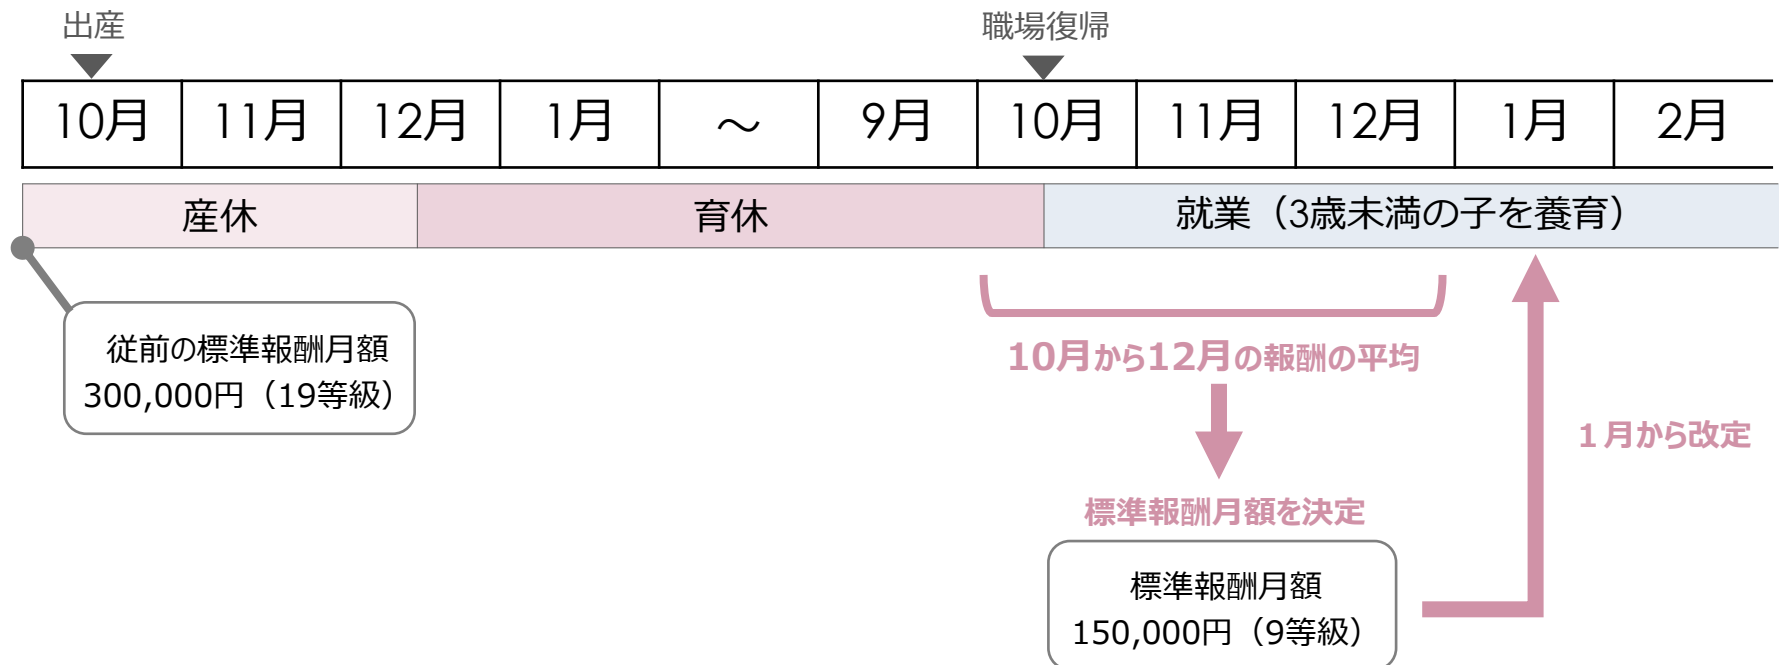 出産
職場復帰
10月 11月 12月 1月 ～ 9月 10月 11月 12月 1月 2月
産休 育休 就業（3歳未満の子を養育）
従前の標準報酬月額
300,000円（19等級）
10月から12月の報酬の平均
1月から改定
標準報酬月額を決定
標準報酬月額
150,000円（9等級）